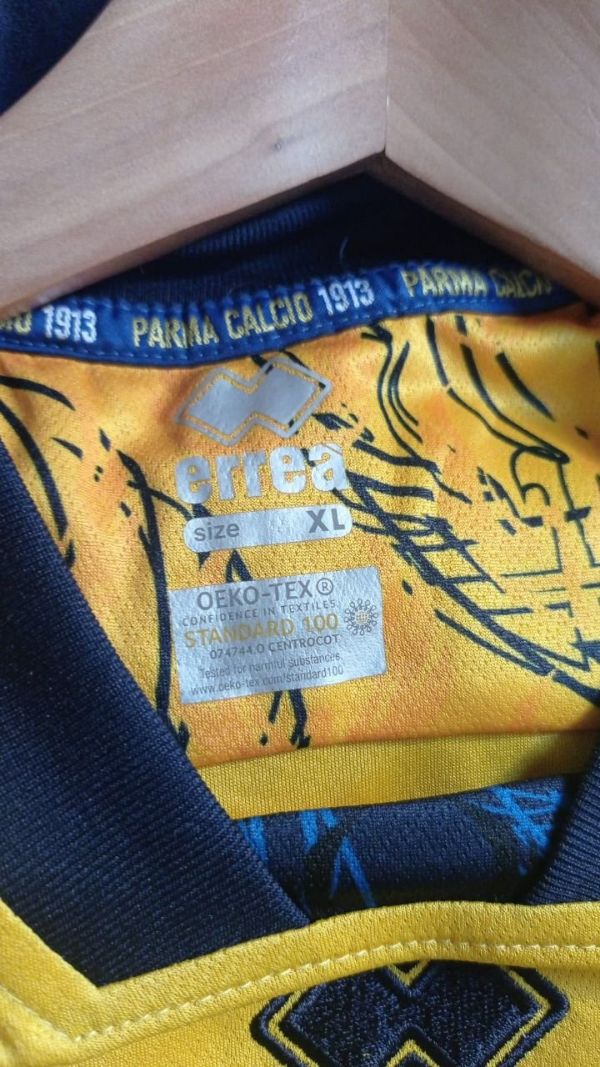 1913 PARMA CALCIO 1913 PARMA CALCIO
errea
size XL
OEKO-TEX®
CONFIDENCE IN TEXTILES
STANDARD 100
074744.0 CENTROCOT
Tested for harmful substances.
www.oeko-tex.com/standard100